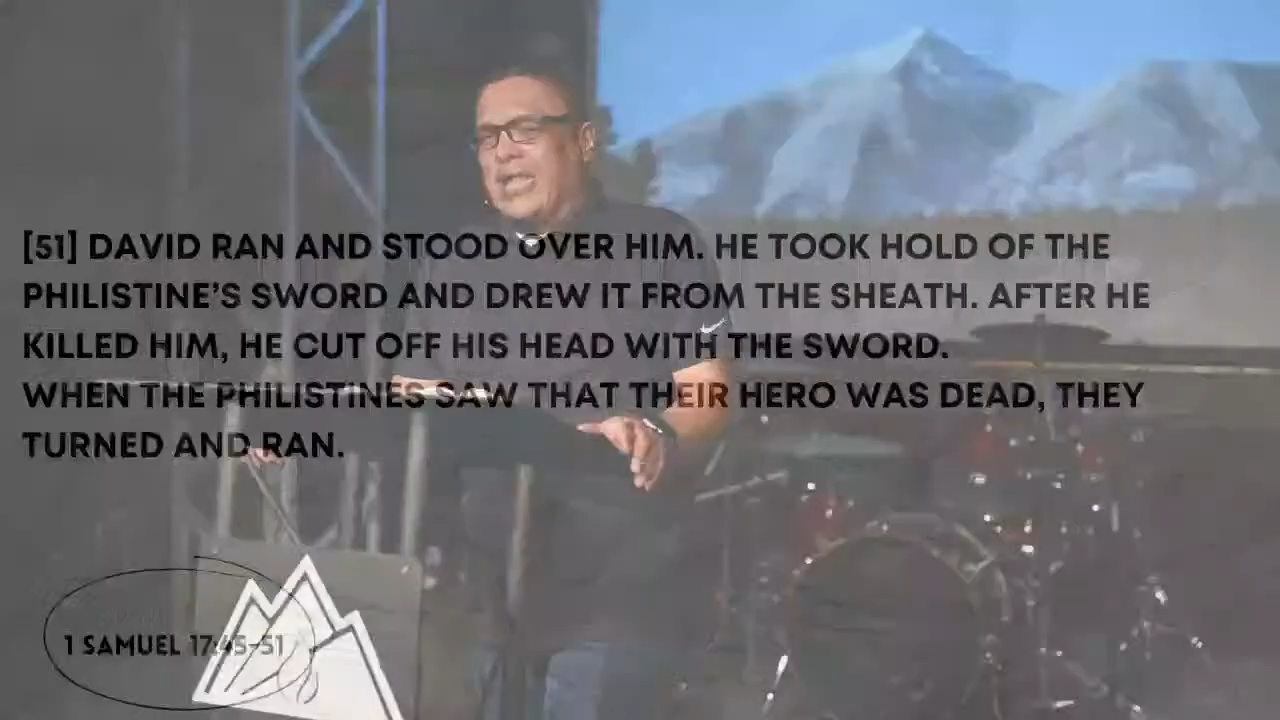 [51] DAVID RAN AND STOOD OVER HIM. HE TOOK HOLD OF THE
PHILISTINE’S SWORD AND DREW IT FROM THE SHEATH. AFTER HE
KILLED HIM, HE CUT OFF HIS HEAD WITH THE SWORD.
WHEN THE PHILISTINES SAW THAT THEIR HERO WAS DEAD, THEY
TURNED AND RAN.
1 SAMUEL 17:45-51